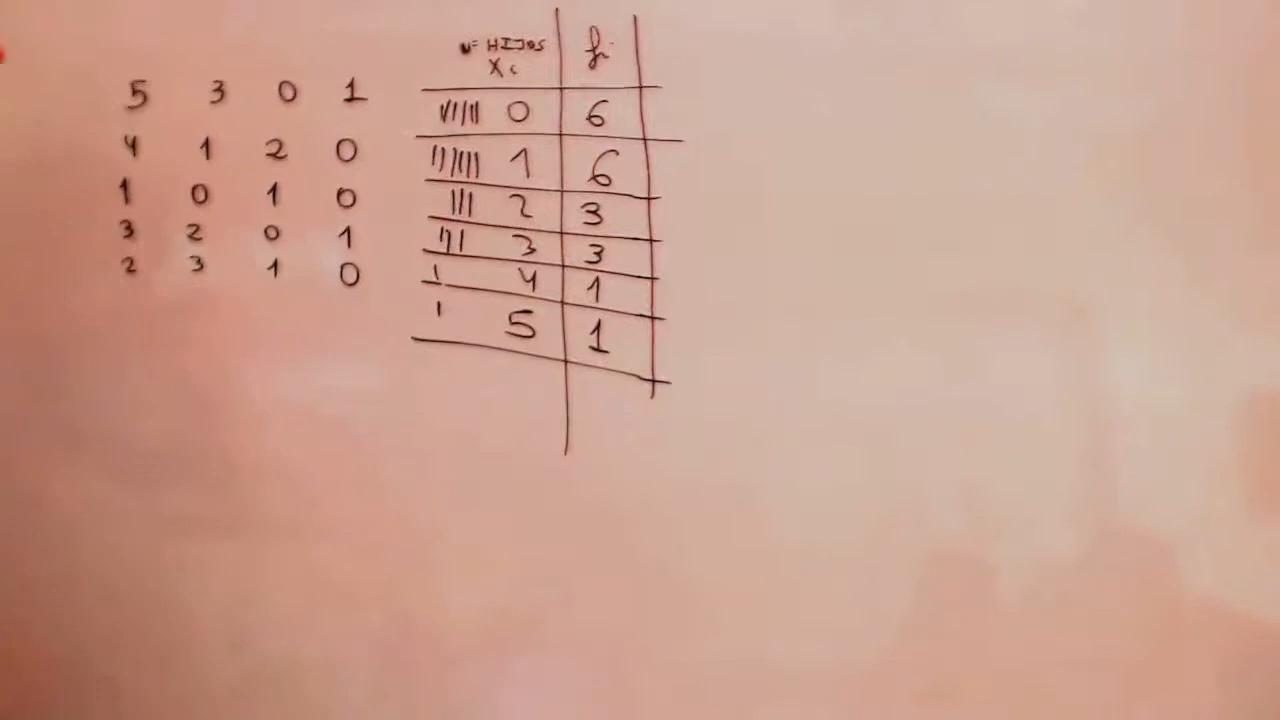 5 3 0 1
4 1 2 0
1 0 1 0
3 2 0 1
2 3 1 0
Nº HIJOS
Xi fi
0 6
1 6
2 3
3 3
4 1
5 1